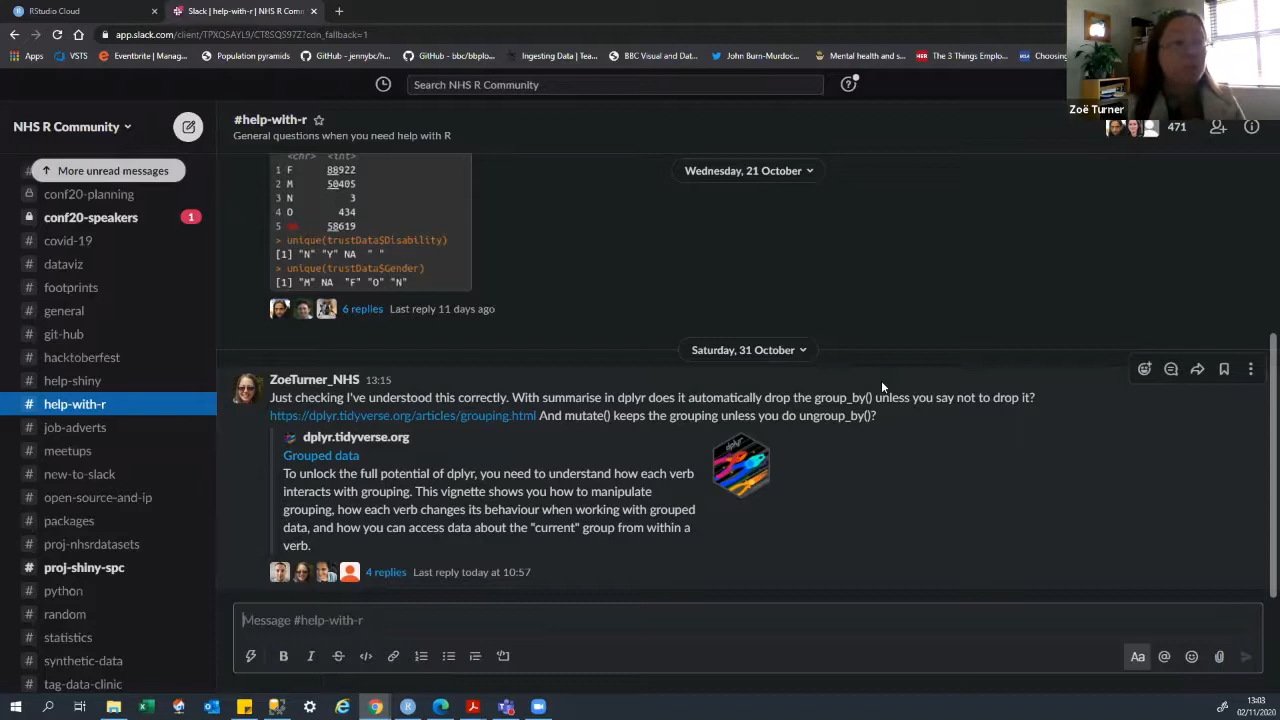 RStudio Cloud
Slack | help-with-r | NHS R Comm
app.slack.com/client/TPXQ5AYL9/CT8SQS97Z?cdn_fallback=1
Apps
VSTS
Eventbrite | Manag...
Population pyramids
GitHub - jennybc/h...
GitHub - bbc/bbplo...
Ingesting Data | Tea...
BBC Visual and Dat...
John Burn-Murdoc...
Mental health and s...
The 3 Things Emplo...
Choosing
Zoë Turner
Search NHS R Community
NHS R Community
More unread messages
conf20-planning
conf20-speakers 1
# covid-19
# dataviz
# footprints
# general
# git-hub
# hacktoberfest
# help-shiny
# help-with-r
# job-adverts
# meetups
# new-to-slack
# open-source-and-ip
# packages
# proj-nhsrdatasets
# proj-shiny-spc
# python
# random
# statistics
# synthetic-data
# tag-data-clinic
#help-with-r
General questions when you need help with R
471
Wednesday, 21 October
<chr> <int>
1 F 88922
2 M 50405
3 N 3
4 O 434
5 NA 58619
> unique(trustData$Disability)
[1] "N" "Y" NA " "
> unique(trustData$Gender)
[1] "M" NA "F" "O" "N"
6 replies Last reply 11 days ago
Saturday, 31 October
ZoeTurner_NHS 13:15
Just checking I've understood this correctly. With summarise in dplyr does it automatically drop the group_by() unless you say not to drop it?
https://dplyr.tidyverse.org/articles/grouping.html And mutate() keeps the grouping unless you do ungroup_by()?
dplyr.tidyverse.org
Grouped data
To unlock the full potential of dplyr, you need to understand how each verb
interacts with grouping. This vignette shows you how to manipulate
grouping, how each verb changes its behaviour when working with grouped
data, and how you can access data about the "current" group from within a
verb.
dplyr
4 replies Last reply today at 10:57
Message #help-with-r
B I S Aa @
13:03
02/11/2020